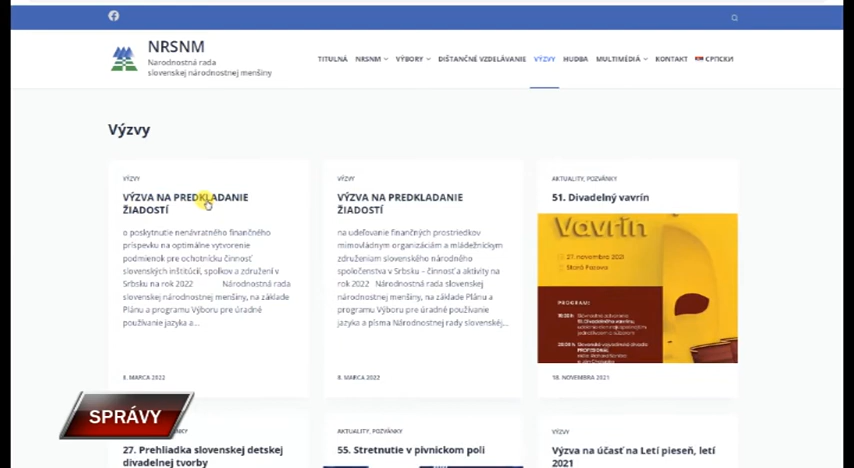 NRSNM
Narodnostná rada
slovenskej národnostnej menšiny
TITULNÁ NRSNM VÝBORY DIŠTANČNÉ VZDELÁVANIE VÝZVY HUDBA MULTIMÉDIÁ KONTAKT СРПСКИ
Výzvy
VÝZVY
VÝZVA NA PREDKLADANIE
ŽIADOSTÍ
o poskytnutie nenávratného finančného
príspevku na optimálne vytvorenie
podmienok pre ochotnícku činnosť
slovenských inštitúcií, spolkov a združení v
Srbsku na rok 2022 Národnostná rada
slovenskej národnostnej menšiny, na základe
Plánu a programu Výboru pre úradné
používanie jazyka a...
8. MARCA 2022
VÝZVY
VÝZVA NA PREDKLADANIE
ŽIADOSTÍ
na udeľovanie finančných prostriedkov
mimovládnym organizáciám a mládežníckym
združeniam slovenského národného
spoločenstva v Srbsku – činnosť a aktivity na
rok 2022 Národnostná rada slovenskej
národnostnej menšiny, na základe Plánu a
programu Výboru pre úradné používanie
jazyka a písma Národnostnej rady slovenskej...
8. MARCA 2022
AKTUALITY, POZVÁNKY
51. Divadelný vavrín
Vavrín
27. novembra 2021
Stará Pazova
PROGRAM:
18. NOVEMBRA 2021
SPRÁVY
27. Prehliadka slovenskej detskej
divadelnej tvorby
AKTUALITY, POZVÁNKY
55. Stretnutie v pivnickom poli
VÝZVY
Výzva na účasť na Letí pieseň, letí
2021